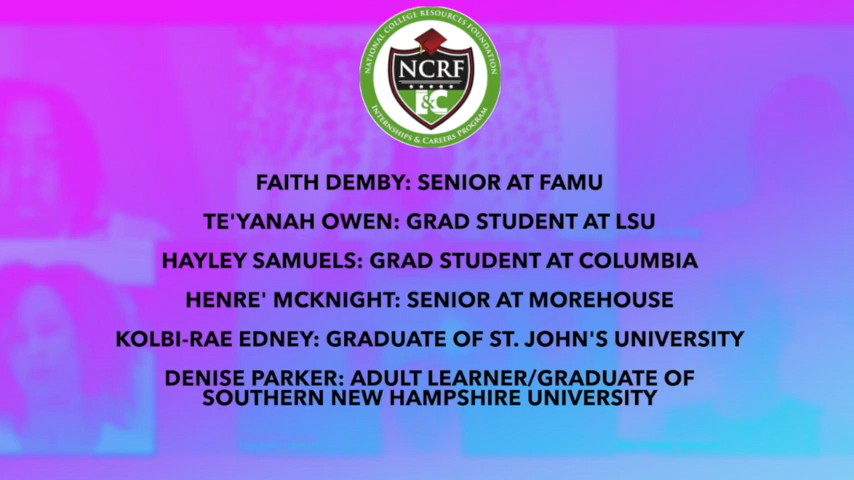 NATIONAL COLLEGE RESOURCES FOUNDATION
NCRF
I&C
INTERNSHIPS & CAREERS PROGRAM
FAITH DEMBY: SENIOR AT FAMU
TE'YANAH OWEN: GRAD STUDENT AT LSU
HAYLEY SAMUELS: GRAD STUDENT AT COLUMBIA
HENRE' MCKNIGHT: SENIOR AT MOREHOUSE
KOLBI-RAE EDNEY: GRADUATE OF ST. JOHN'S UNIVERSITY
DENISE PARKER: ADULT LEARNER/GRADUATE OF
SOUTHERN NEW HAMPSHIRE UNIVERSITY